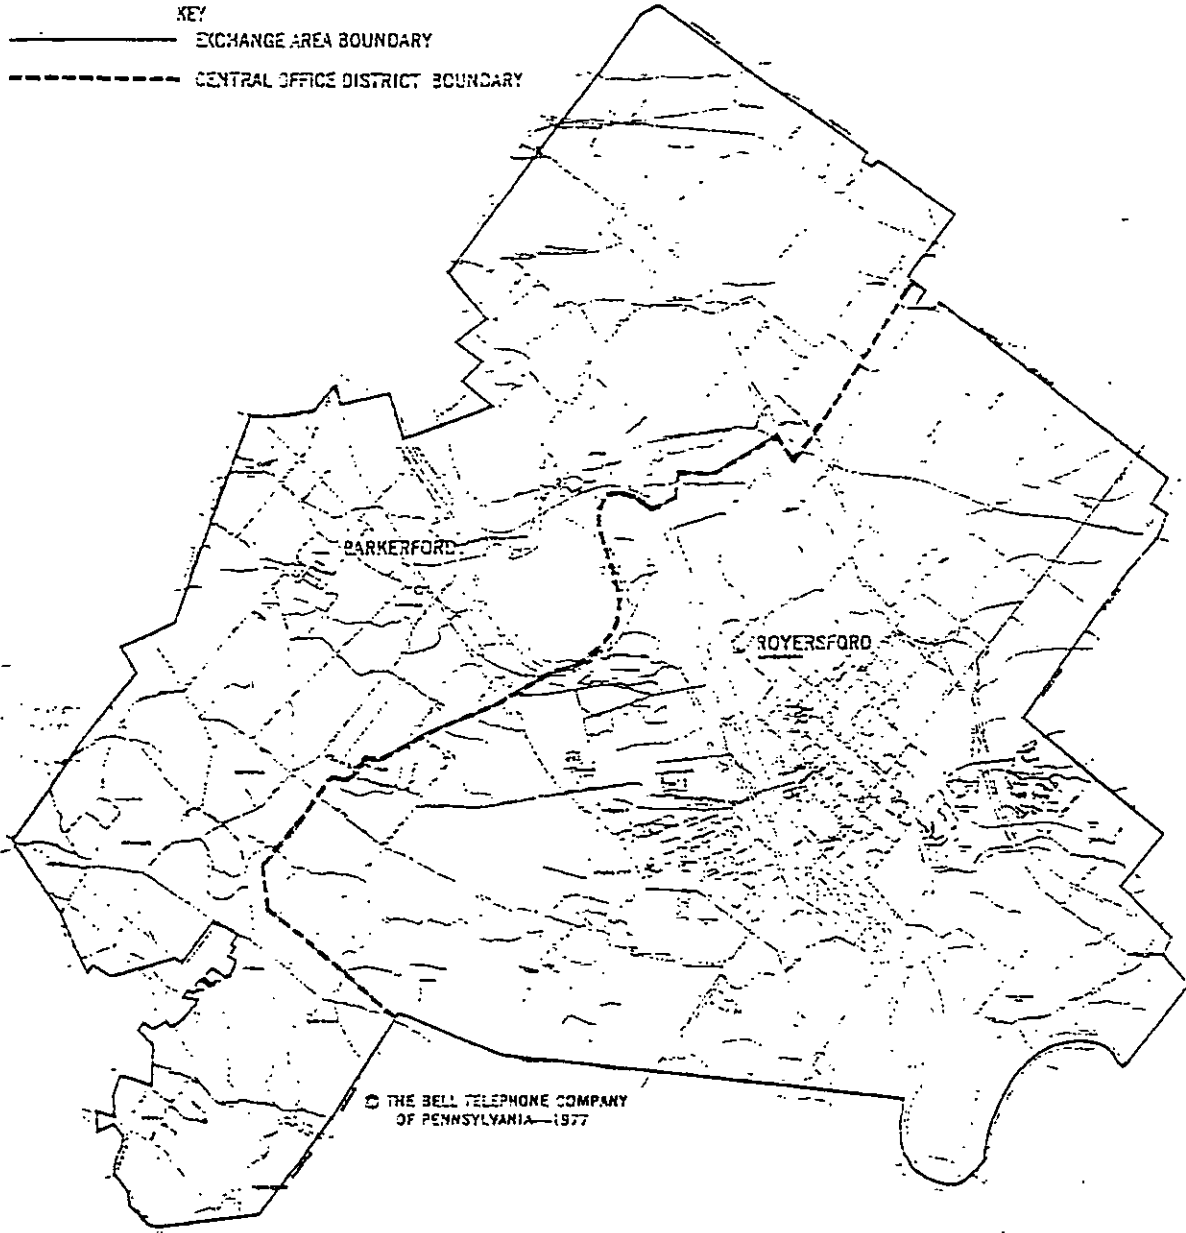 KEY
EXCHANGE AREA BOUNDARY
CENTRAL OFFICE DISTRICT BOUNDARY
PARKERFORD
ROYERSFORD
© THE BELL TELEPHONE COMPANY
OF PENNSYLVANIA—1977